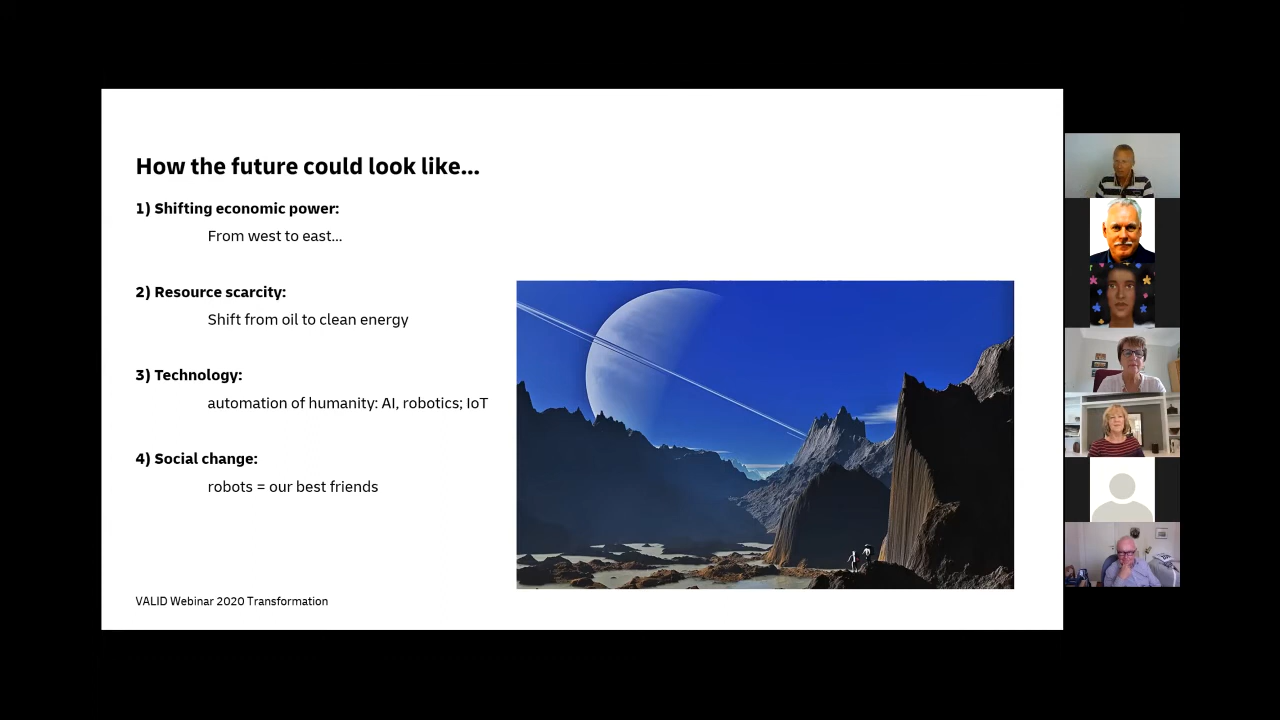 How the future could look like...
1) Shifting economic power:
From west to east...
2) Resource scarcity:
Shift from oil to clean energy
3) Technology:
automation of humanity: AI, robotics; IoT
4) Social change:
robots = our best friends
VALID Webinar 2020 Transformation